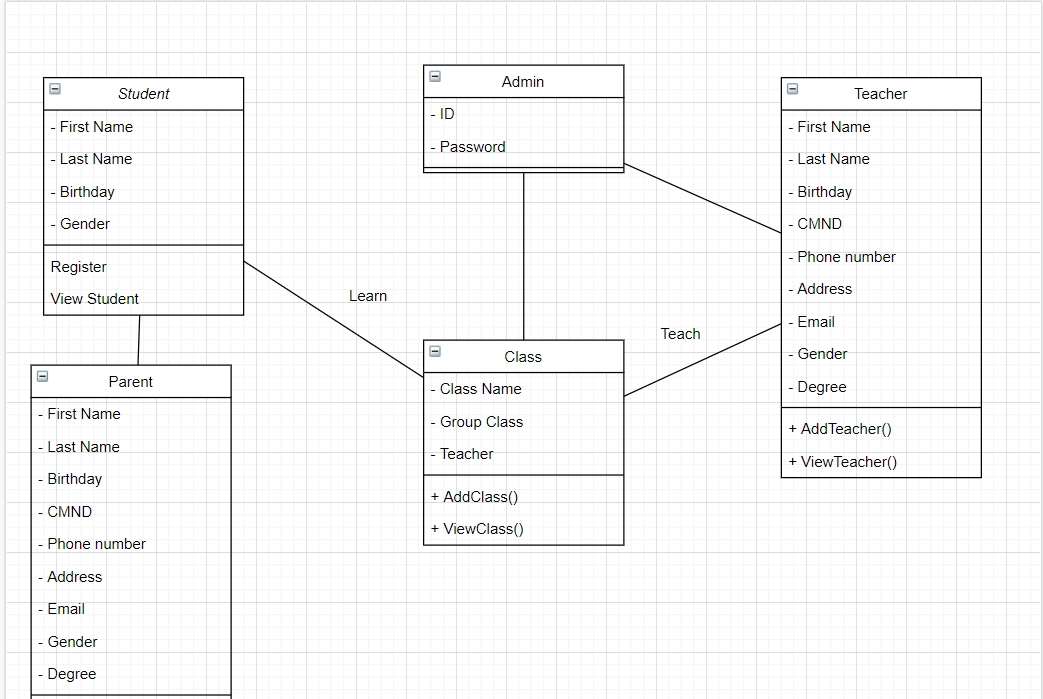 Student
- First Name
- Last Name
- Birthday
- Gender
Register
View Student
Admin
- ID
- Password
Teacher
- First Name
- Last Name
- Birthday
- CMND
- Phone number
- Address
- Email
- Gender
- Degree
+ AddTeacher()
+ ViewTeacher()
Learn
Teach
Class
- Class Name
- Group Class
- Teacher
+ AddClass()
+ ViewClass()
Parent
- First Name
- Last Name
- Birthday
- CMND
- Phone number
- Address
- Email
- Gender
- Degree